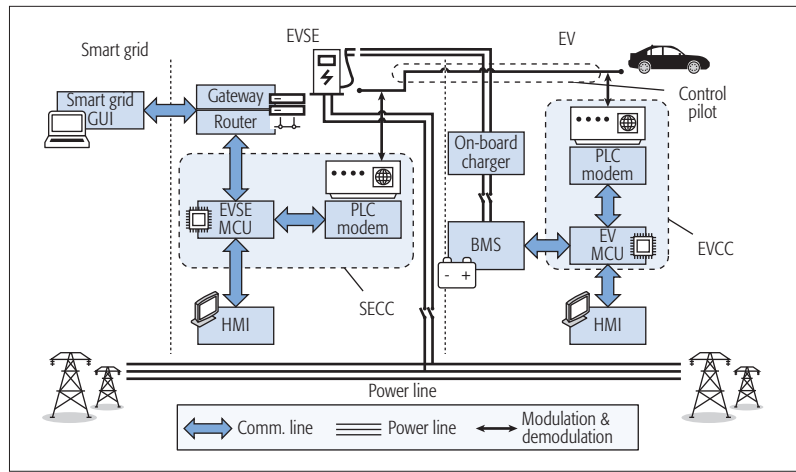 Smart grid
EVSE
EV
Smart grid
GUI
Gateway
Router
Control
pilot
On-board
charger
PLC
modem
EVSE
MCU
PLC
modem
BMS
EV
MCU
- +
EVCC
SECC
HMI
HMI
Power line
Comm. line
Power line
Modulation &
demodulation